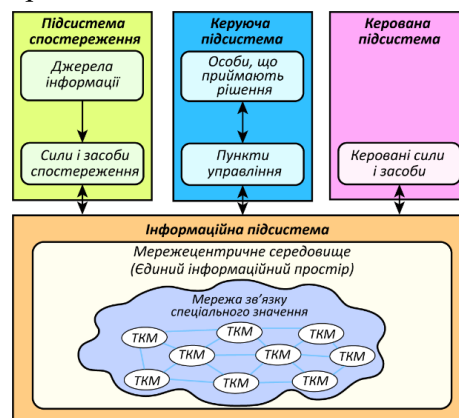 Підсистема
спостереження
Джерела
інформації
Сили і засоби
спостереження
Керуюча
підсистема
Особи, що
приймають
рішення
Пункти
управління
Керована
підсистема
Керовані сили
і засоби
Інформаційна підсистема
Мережецентричне середовище
(Єдиний інформаційний простір)
Мережа зв’язку
спеціального значення
ТКМ
ТКМ
ТКМ
ТКМ
ТКМ
ТКМ
ТКМ
ТКМ
ТКМ